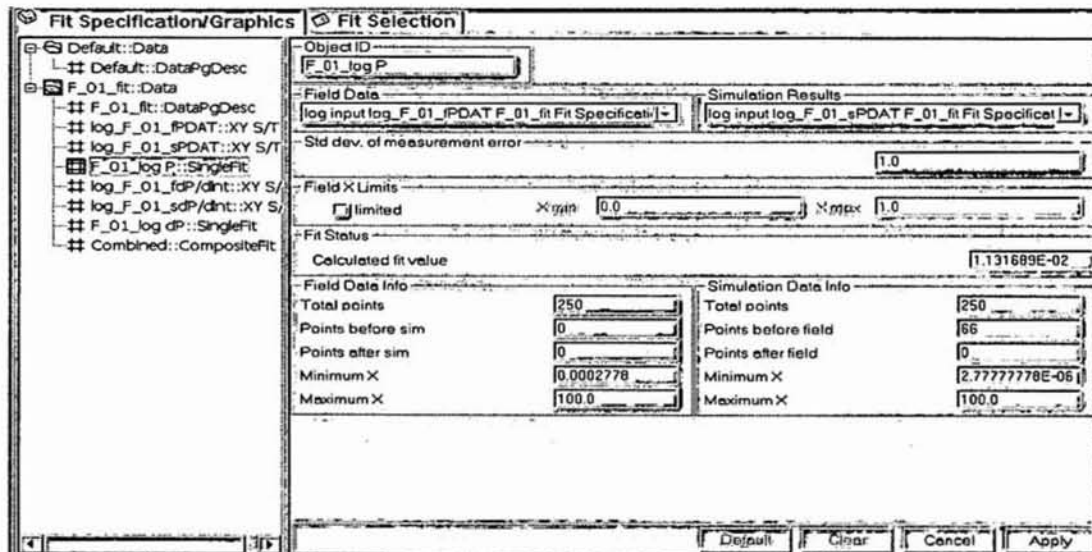 Fit Specification/Graphics
Fit Selection
Default::Data
Default::DataPgDesc
F_01_fit::Data
F_01_fit::DataPgDesc
log_F_01_fPDAT::XY S/T
log_F_01_sPDAT::XY S/T
F_01_log P::SingleFit
log_F_01_fdP/dlnt::XY S/
log_F_01_sdP/dlnt::XY S/
F_01_log dP::SingleFit
Combined::CompositeFit
Object ID
F_01_log P
Field Data
log input log_F_01_fPDAT F_01_fit Fit Specificati
Simulation Results
log input log_F_01_sPDAT F_01_fit Fit Specificat
Std dev. of measurement error
1.0
Field X Limits
limited
X min
0.0
X max
1.0
Fit Status
Calculated fit value
1.131689E-02
Field Data Info
Total points
250
Points before sim
0
Points after sim
0
Minimum X
0.0002778
Maximum X
100.0
Simulation Data Info
Total points
250
Points before field
66
Points after field
0
Minimum X
2.77777778E-06
Maximum X
100.0
Default
Clear
Cancel
Apply